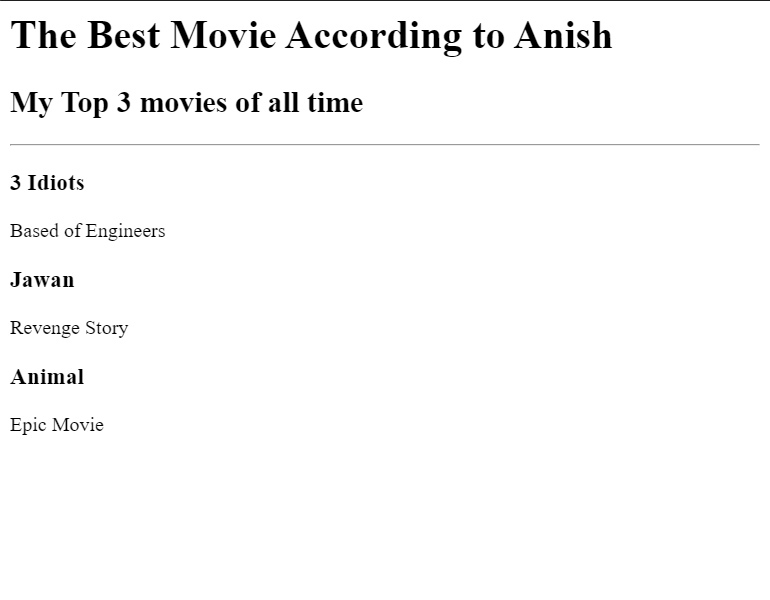 The Best Movie According to Anish
My Top 3 movies of all time
3 Idiots
Based of Engineers
Jawan
Revenge Story
Animal
Epic Movie